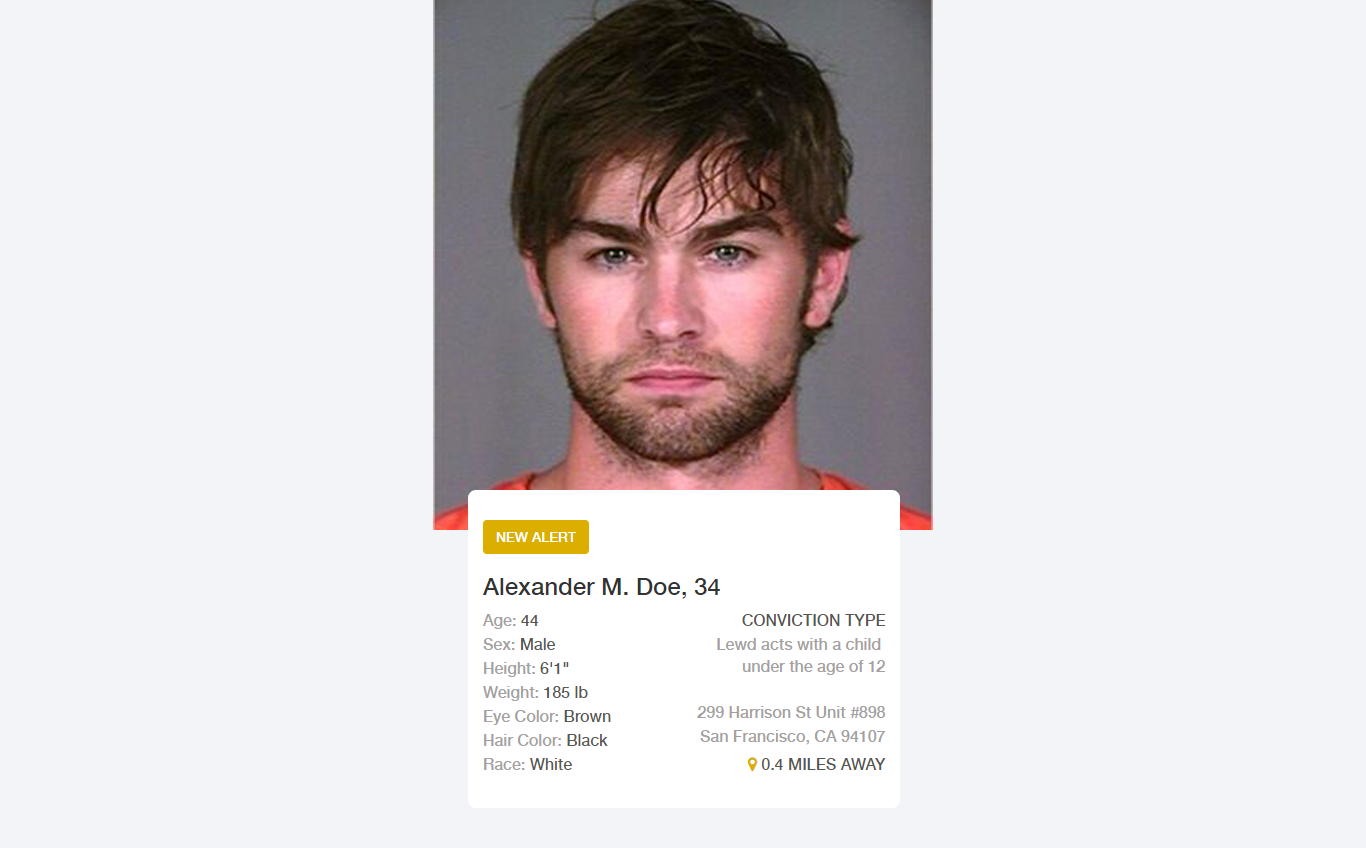 NEW ALERT
Alexander M. Doe, 34
Age: 44
Sex: Male
Height: 6'1"
Weight: 185 lb
Eye Color: Brown
Hair Color: Black
Race: White
CONVICTION TYPE
Lewd acts with a child
under the age of 12
299 Harrison St Unit #898
San Francisco, CA 94107
0.4 MILES AWAY